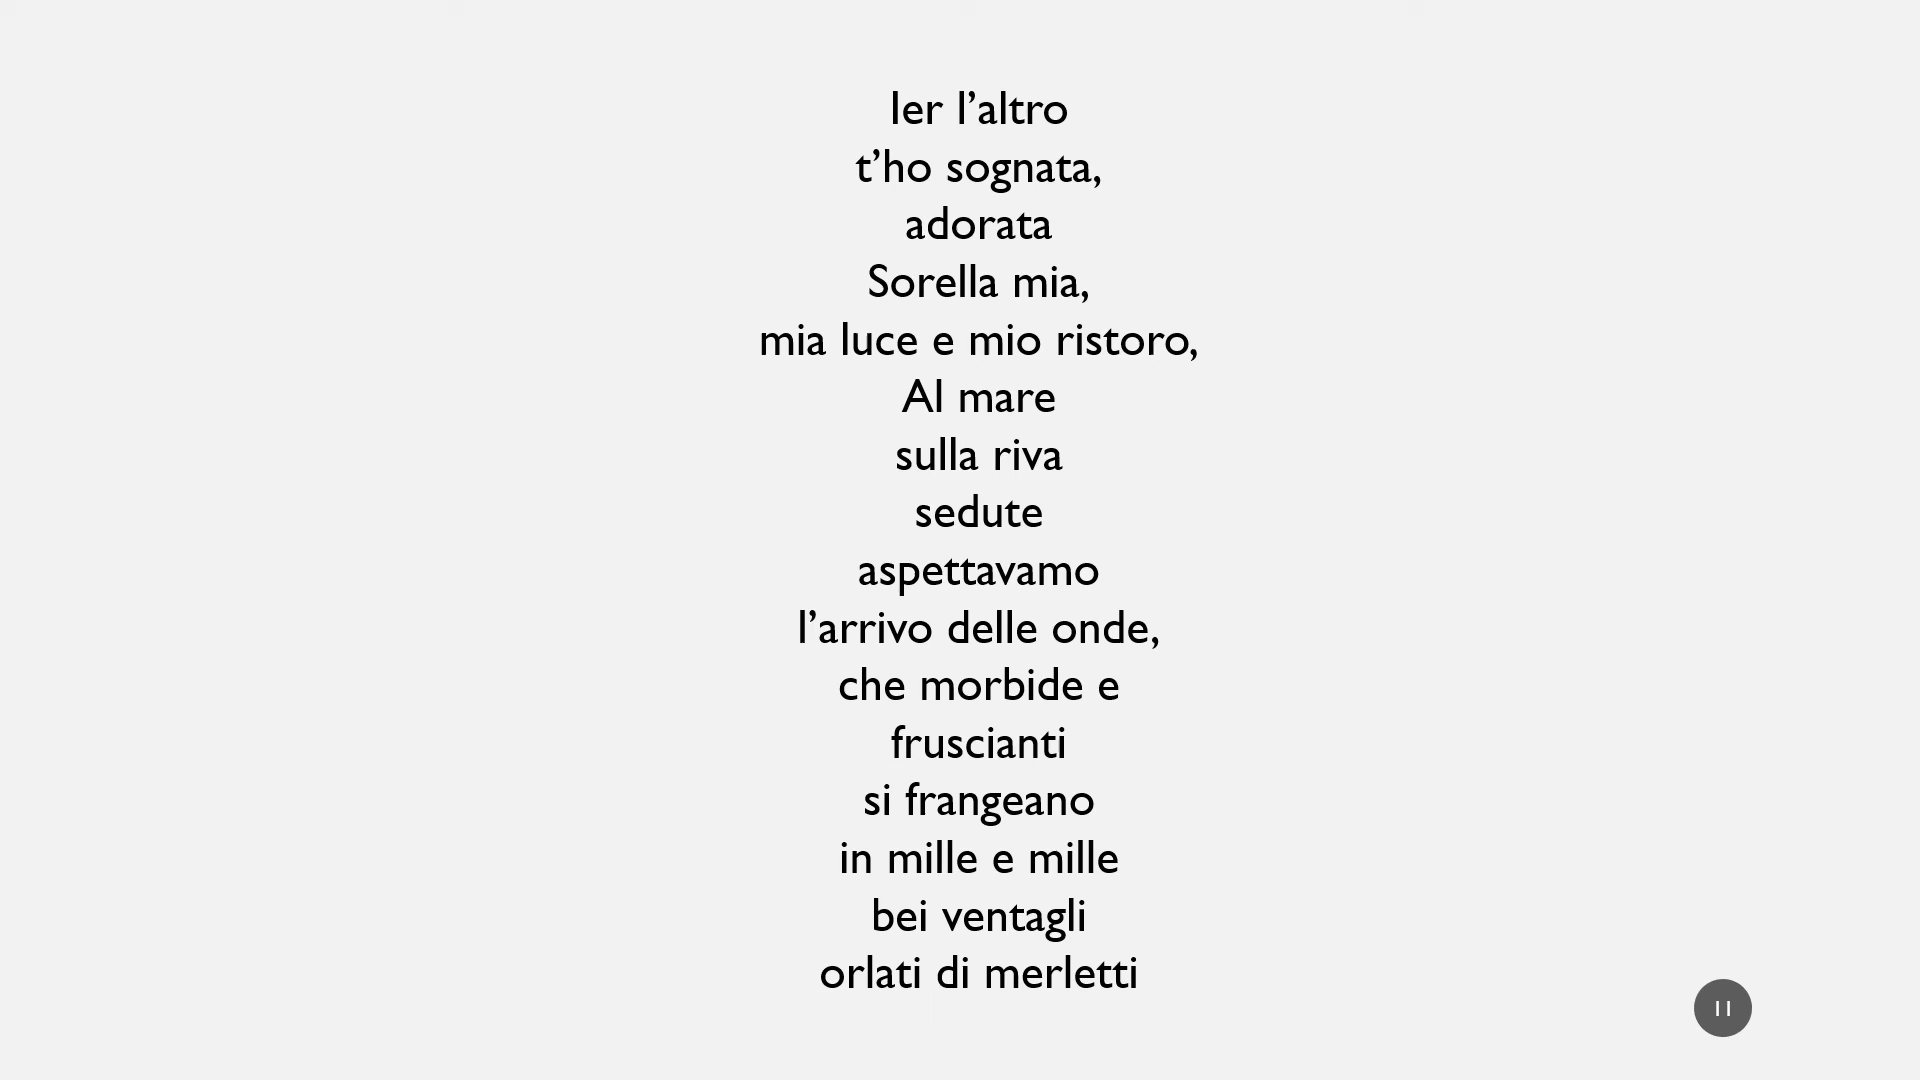 Ier l’altro
t’ho sognata,
adorata
Sorella mia,
mia luce e mio ristoro,
Al mare
sulla riva
sedute
aspettavamo
l’arrivo delle onde,
che morbide e
fruscianti
si frangeano
in mille e mille
bei ventagli
orlati di merletti
11